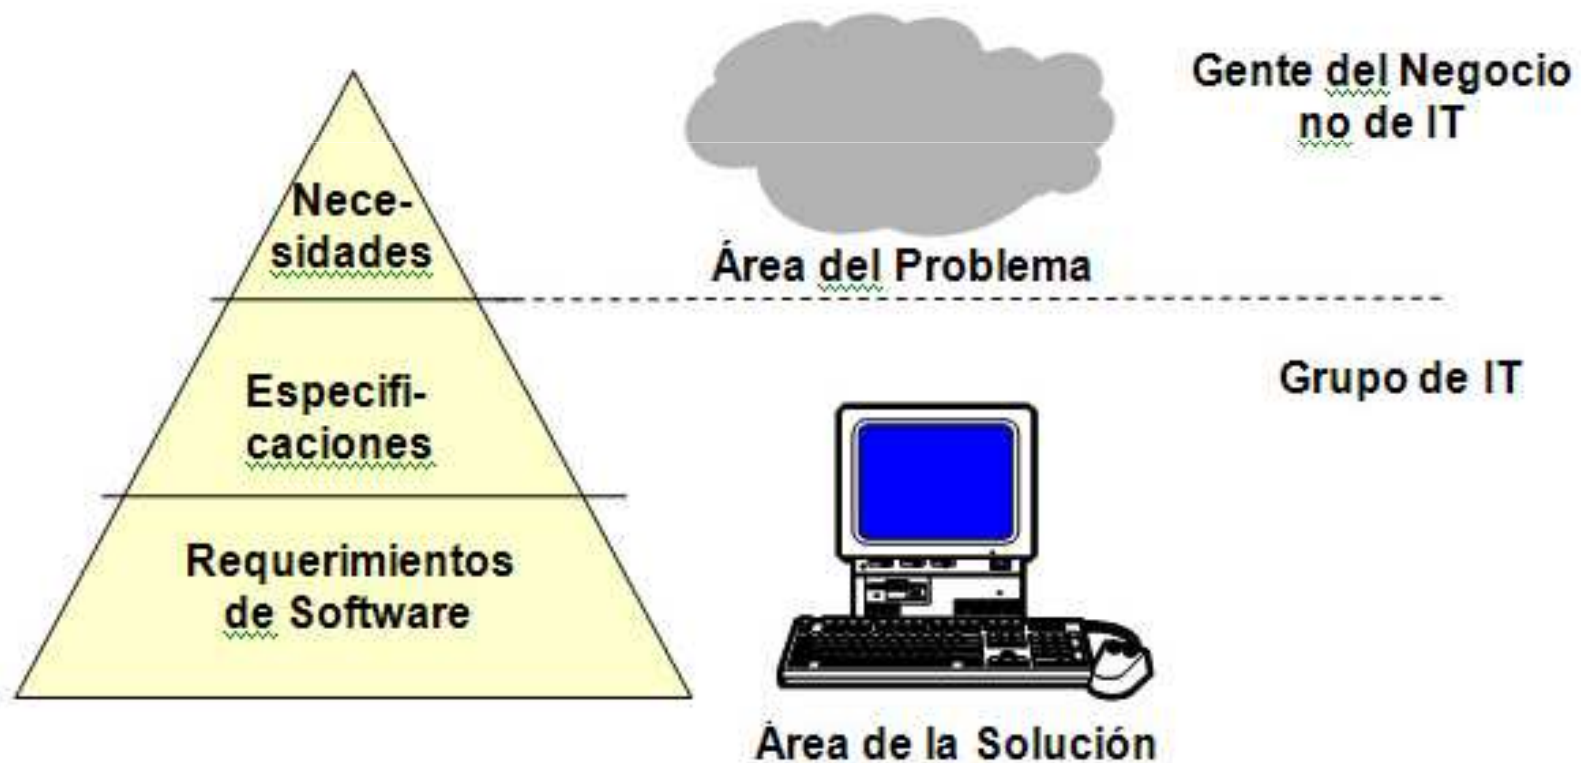 Gente del Negocio
no de IT
Nece-
sidades
Área del Problema
Especifi-
caciones
Grupo de IT
Requerimientos
de Software
Área de la Solución